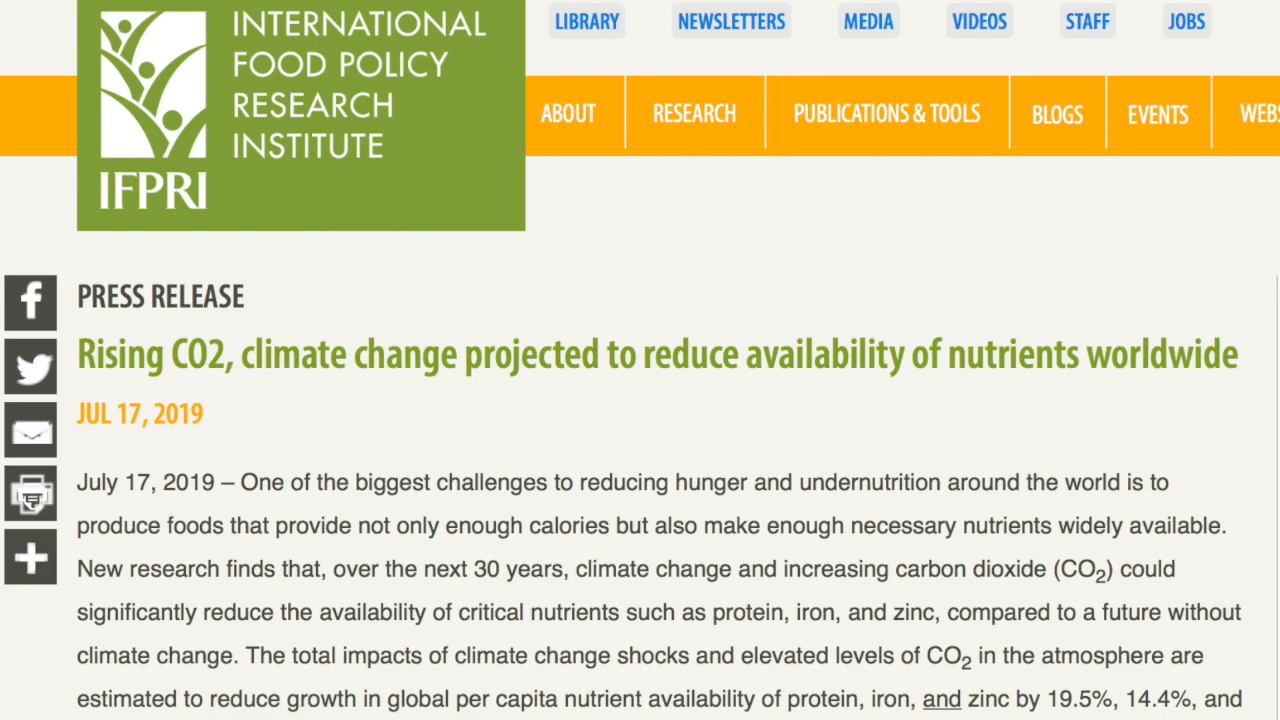 INTERNATIONAL
FOOD POLICY
RESEARCH
INSTITUTE
IFPRI
LIBRARY NEWSLETTERS MEDIA VIDEOS STAFF JOBS
ABOUT RESEARCH PUBLICATIONS & TOOLS BLOGS EVENTS WEBS
PRESS RELEASE
Rising CO2, climate change projected to reduce availability of nutrients worldwide
JUL 17, 2019
July 17, 2019 – One of the biggest challenges to reducing hunger and undernutrition around the world is to
produce foods that provide not only enough calories but also make enough necessary nutrients widely available.
New research finds that, over the next 30 years, climate change and increasing carbon dioxide (CO₂) could
significantly reduce the availability of critical nutrients such as protein, iron, and zinc, compared to a future without
climate change. The total impacts of climate change shocks and elevated levels of CO₂ in the atmosphere are
estimated to reduce growth in global per capita nutrient availability of protein, iron, and zinc by 19.5%, 14.4%, and